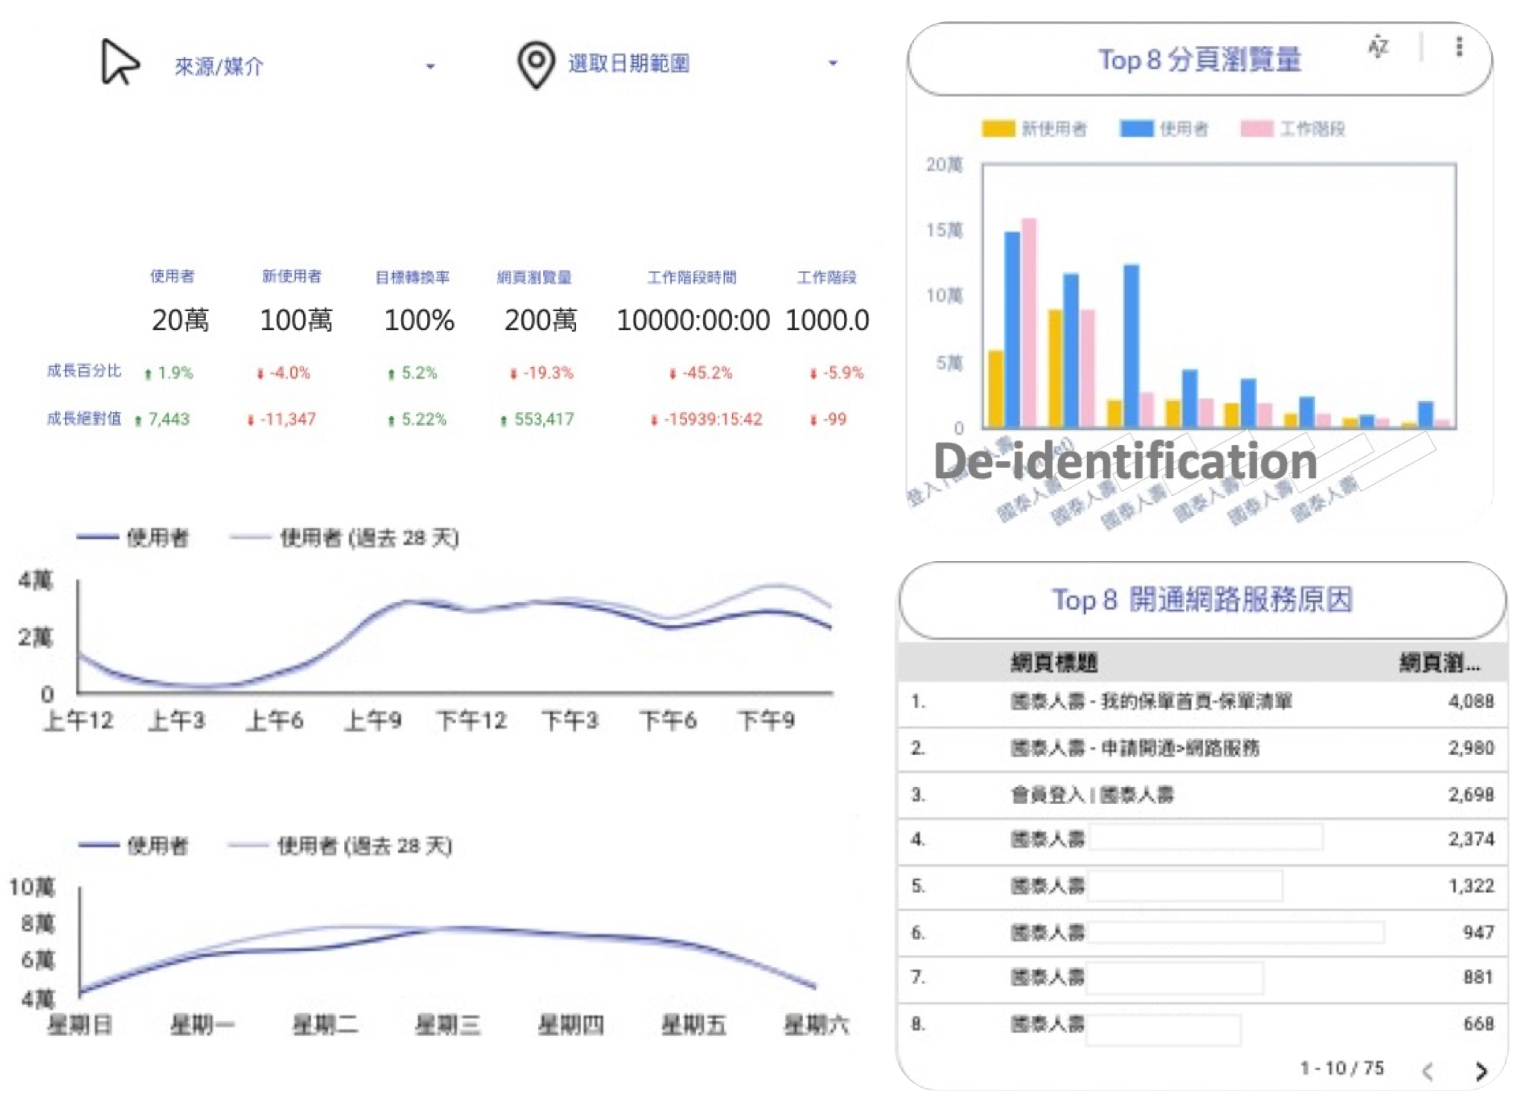 來源/媒介
選取日期範圍
使用者 新使用者 目標轉換率 網頁瀏覽量 工作階段時間 工作階段
20萬 100萬 100% 200萬 10000:00:00 1000.0
成長百分比 1.9% -4.0% 5.2% -19.3% -45.2% -5.9%
成長絕對值 7,443 -11,347 5.22% 553,417 -15939:15:42 -99
使用者 使用者 (過去 28 天)
4萬
2萬
0
上午12 上午3 上午6 上午9 下午12 下午3 下午6 下午9
使用者 使用者 (過去 28 天)
10萬
8萬
6萬
4萬
星期日 星期一 星期二 星期三 星期四 星期五 星期六
Top 8 分頁瀏覽量
AZ
新使用者 使用者 工作階段
20萬
15萬
10萬
5萬
0
De-identification
登入 | 國泰人壽
國泰人壽
國泰人壽
國泰人壽
國泰人壽
國泰人壽
國泰人壽
Top 8 開通網路服務原因
網頁標題 網頁瀏...
1. 國泰人壽 - 我的保單首頁-保單清單 4,088
2. 國泰人壽 - 申請開通>網路服務 2,980
3. 會員登入 | 國泰人壽 2,698
4. 國泰人壽 2,374
5. 國泰人壽 1,322
6. 國泰人壽 947
7. 國泰人壽 881
8. 國泰人壽 668
1 - 10 / 75